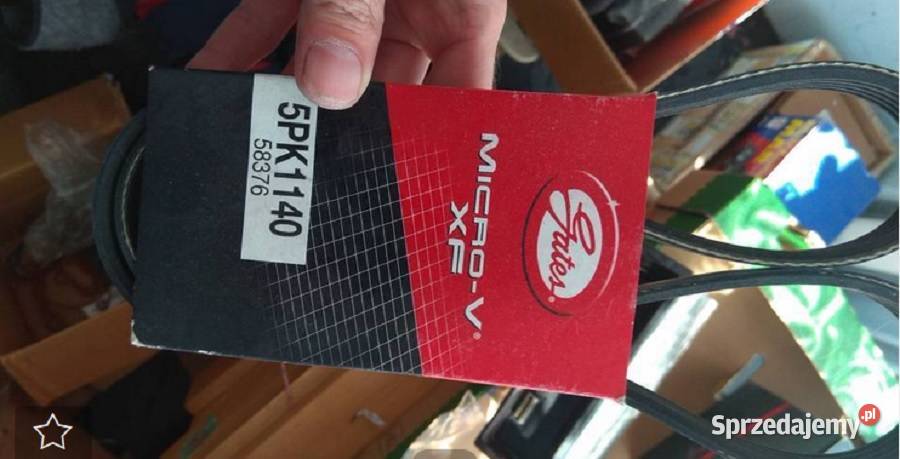 Gates®
MICRO-V®
XF
5PK1140
58376
Sprzedajemy.pl